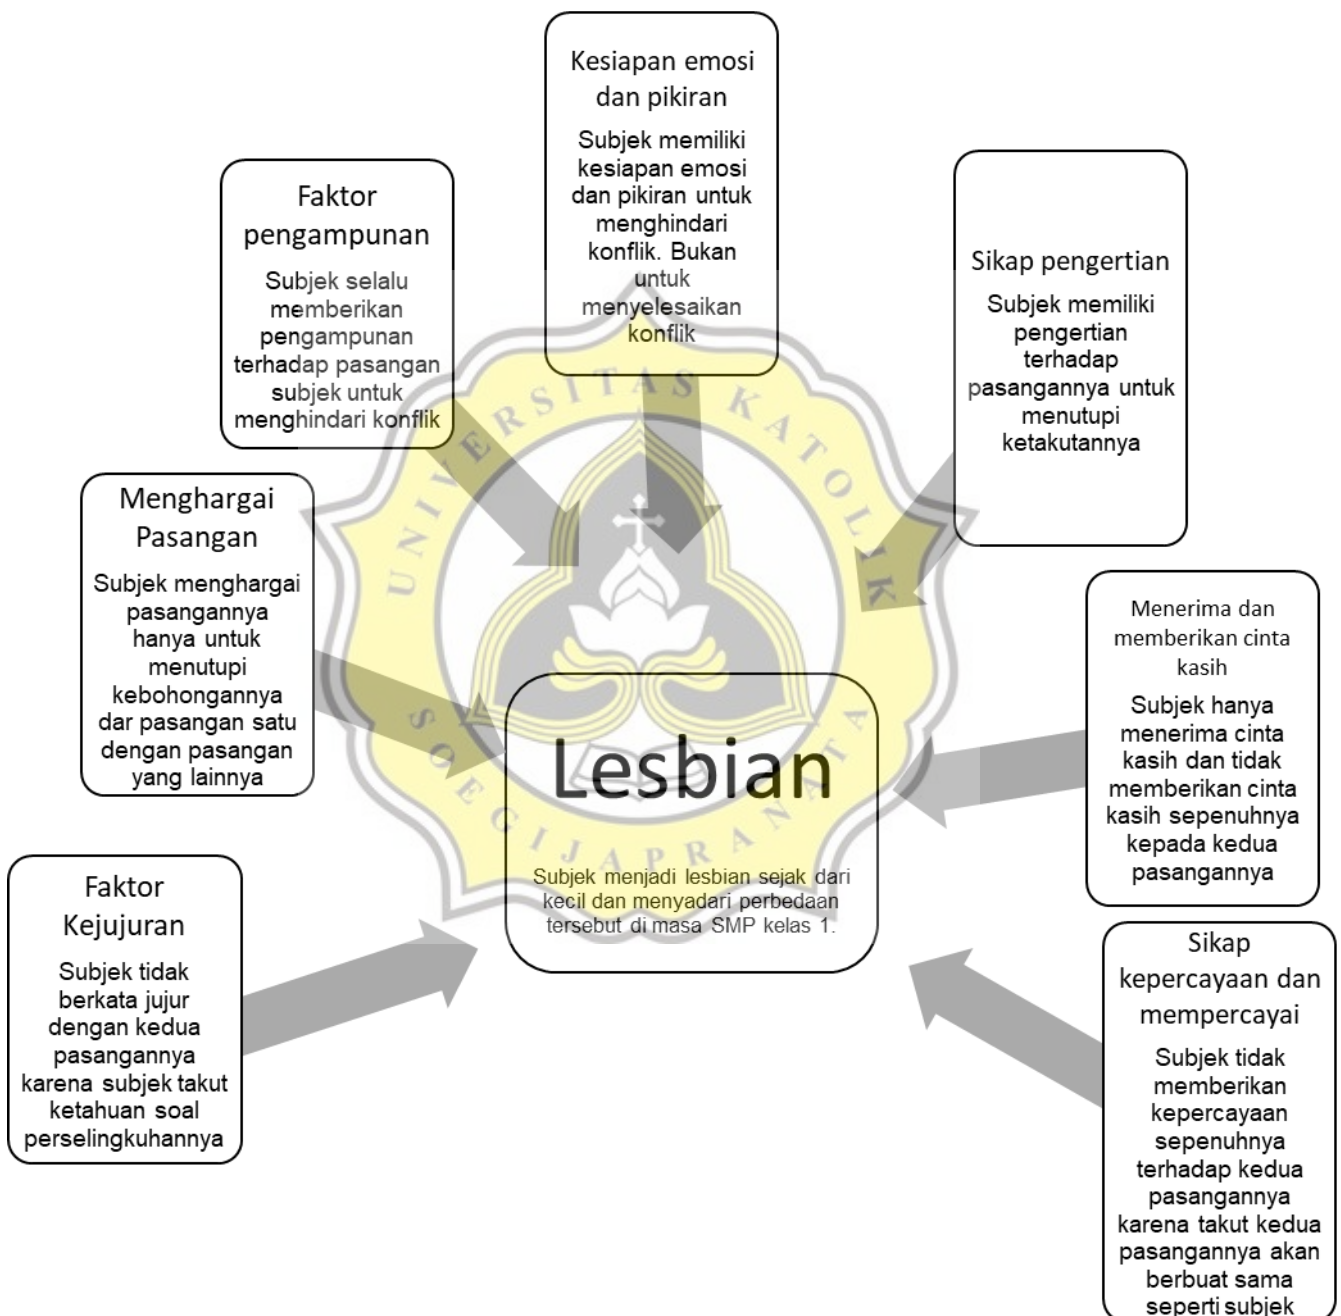 Kesiapan emosi
dan pikiran
Subjek memiliki
kesiapan emosi
dan pikiran untuk
menghindari
konflik. Bukan
untuk
menyelesaikan
konflik
Faktor
pengampunan
Subjek selalu
memberikan
pengampunan
terhadap pasangan
subjek untuk
menghindari konflik
Sikap pengertian
Subjek memiliki
pengertian
terhadap
pasangannya untuk
menutupi
ketakutannya
Menghargai
Pasangan
Subjek menghargai
pasangannya
hanya untuk
menutupi
kebohongannya
dar pasangan satu
dengan pasangan
yang lainnya
Menerima dan
memberikan cinta
kasih
Subjek hanya
menerima cinta
kasih dan tidak
memberikan cinta
kasih sepenuhnya
kepada kedua
pasangannya
UNIVERSITAS KATOLIK
SOEGIJAPRANATA
Lesbian
Subjek menjadi lesbian sejak dari
kecil dan menyadari perbedaan
tersebut di masa SMP kelas 1.
Faktor
Kejujuran
Subjek tidak
berkata jujur
dengan kedua
pasangannya
karena subjek takut
ketahuan soal
perselingkuhannya
Sikap
kepercayaan dan
mempercayai
Subjek tidak
memberikan
kepercayaan
sepenuhnya
terhadap kedua
pasangannya
karena takut kedua
pasangannya akan
berbuat sama
seperti subjek